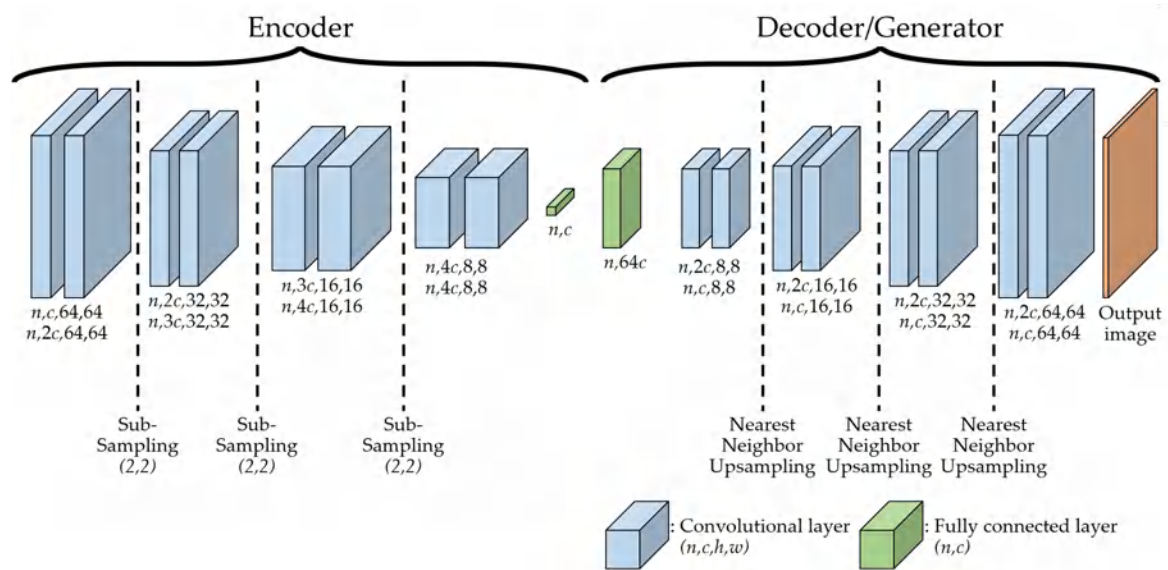 Encoder
Decoder/Generator
n,c,64,64
n,2c,64,64
n,2c,32,32
n,3c,32,32
n,3c,16,16
n,4c,16,16
n,4c,8,8
n,4c,8,8
n,c
n,64c
n,2c,8,8
n,c,8,8
n,2c,16,16
n,c,16,16
n,2c,32,32
n,c,32,32
n,2c,64,64
n,c,64,64
Output
image
Sub-
Sampling
(2,2)
Sub-
Sampling
(2,2)
Sub-
Sampling
(2,2)
Nearest
Neighbor
Upsampling
Nearest
Neighbor
Upsampling
Nearest
Neighbor
Upsampling
: Convolutional layer
(n,c,h,w)
: Fully connected layer
(n,c)